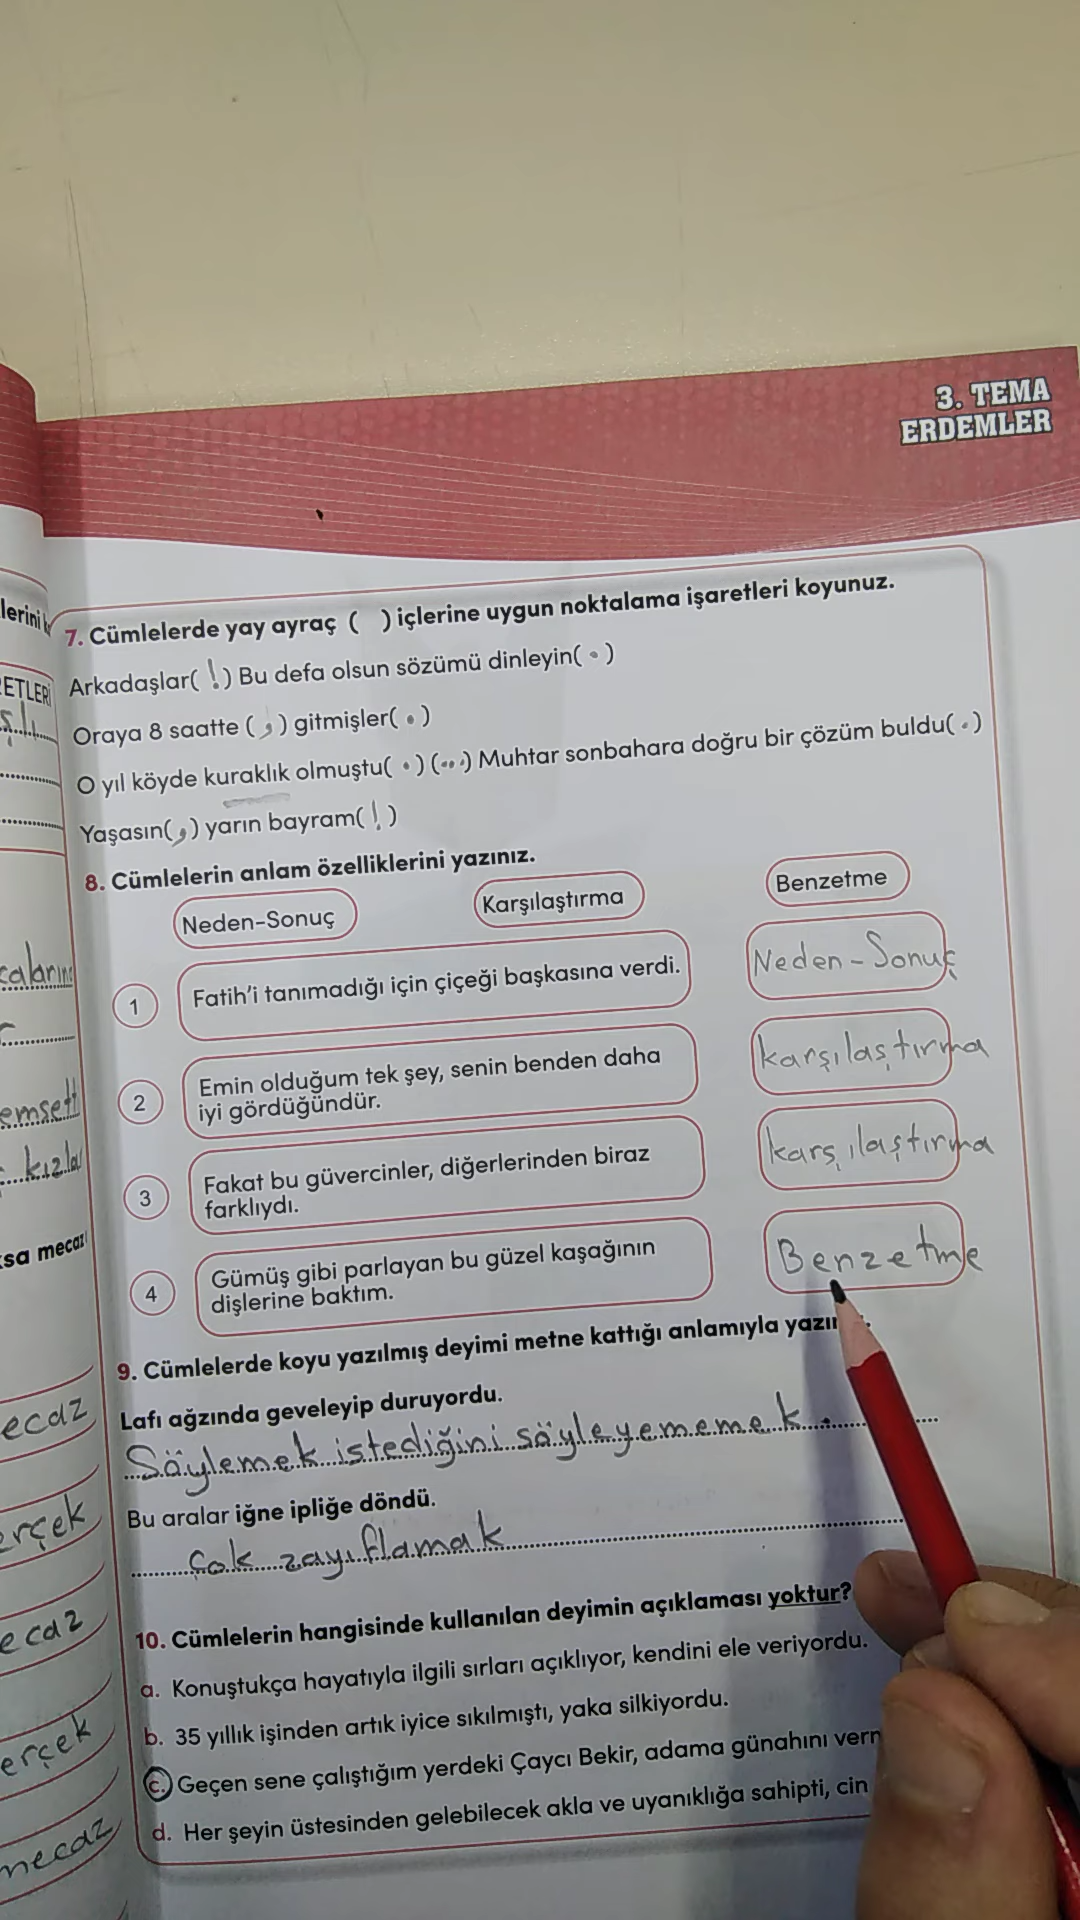 3. TEMA
ERDEMLER
lerini
7. Cümlelerde yay ayraç ( ) içlerine uygun noktalama işaretleri koyunuz.
ETLERİ
Arkadaşlar( ! ) Bu defa olsun sözümü dinleyin( . )
Oraya 8 saatte ( , ) gitmişler( . )
O yıl köyde kuraklık olmuştu( . ) (...) Muhtar sonbahara doğru bir çözüm buldu( . )
Yaşasın( , ) yarın bayram( ! )
8. Cümlelerin anlam özelliklerini yazınız.
Neden-Sonuç Karşılaştırma Benzetme
1 Fatih'i tanımadığı için çiçeği başkasına verdi. Neden-Sonuç
2 Emin olduğum tek şey, senin benden daha
iyi gördüğündür. karşılaştırma
3 Fakat bu güvercinler, diğerlerinden biraz
farklıydı. karşılaştırma
4 Gümüş gibi parlayan bu güzel kaşağının
dişlerine baktım. Benzetme
kızla
sa mecaz
9. Cümlelerde koyu yazılmış deyimi metne kattığı anlamıyla yazın
Lafı ağzında geveleyip duruyordu.
Söylemek istediğini söyleyememek.
Bu aralar iğne ipliğe döndü.
Çok zayıflamak
10. Cümlelerin hangisinde kullanılan deyimin açıklaması yoktur?
a. Konuştukça hayatıyla ilgili sırları açıklıyor, kendini ele veriyordu.
b. 35 yıllık işinden artık iyice sıkılmıştı, yaka silkiyordu.
c. Geçen sene çalıştığım yerdeki Çaycı Bekir, adama günahını verm
d. Her şeyin üstesinden gelebilecek akla ve uyanıklığa sahipti, cin
ecaz
erçek
ecaz
erçek
mecaz